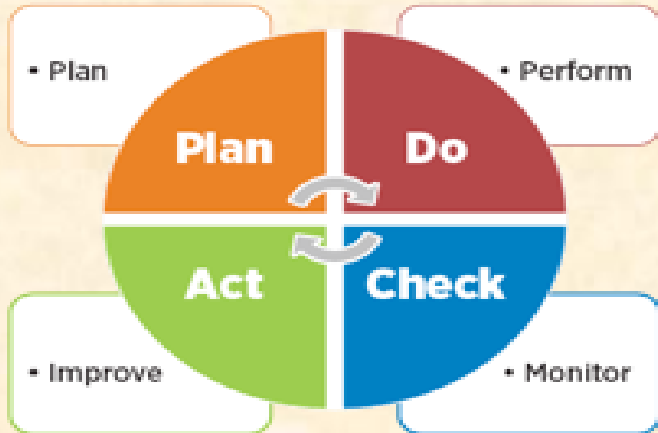 • Plan
• Perform
Plan
Do
Act
Check
• Improve
• Monitor